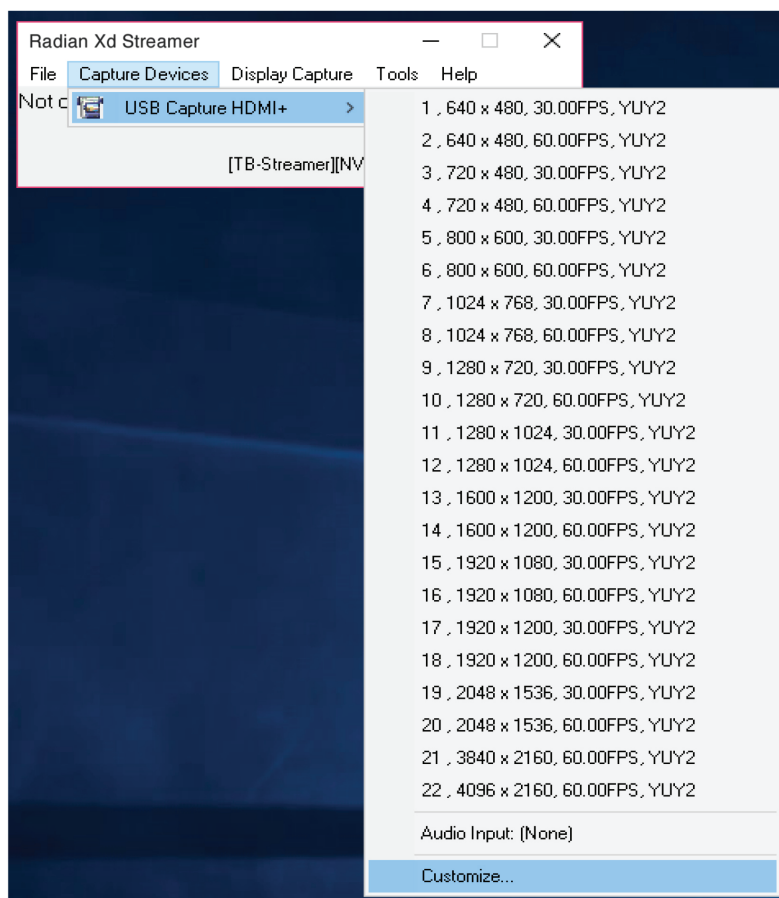 Radian Xd Streamer
File Capture Devices Display Capture Tools Help
USB Capture HDMI+
[TB-Streamer][NV
1 , 640 x 480, 30.00FPS, YUY2
2 , 640 x 480, 60.00FPS, YUY2
3 , 720 x 480, 30.00FPS, YUY2
4 , 720 x 480, 60.00FPS, YUY2
5 , 800 x 600, 30.00FPS, YUY2
6 , 800 x 600, 60.00FPS, YUY2
7 , 1024 x 768, 30.00FPS, YUY2
8 , 1024 x 768, 60.00FPS, YUY2
9 , 1280 x 720, 30.00FPS, YUY2
10 , 1280 x 720, 60.00FPS, YUY2
11 , 1280 x 1024, 30.00FPS, YUY2
12 , 1280 x 1024, 60.00FPS, YUY2
13 , 1600 x 1200, 30.00FPS, YUY2
14 , 1600 x 1200, 60.00FPS, YUY2
15 , 1920 x 1080, 30.00FPS, YUY2
16 , 1920 x 1080, 60.00FPS, YUY2
17 , 1920 x 1200, 30.00FPS, YUY2
18 , 1920 x 1200, 60.00FPS, YUY2
19 , 2048 x 1536, 30.00FPS, YUY2
20 , 2048 x 1536, 60.00FPS, YUY2
21 , 3840 x 2160, 60.00FPS, YUY2
22 , 4096 x 2160, 60.00FPS, YUY2
Audio Input: (None)
Customize...